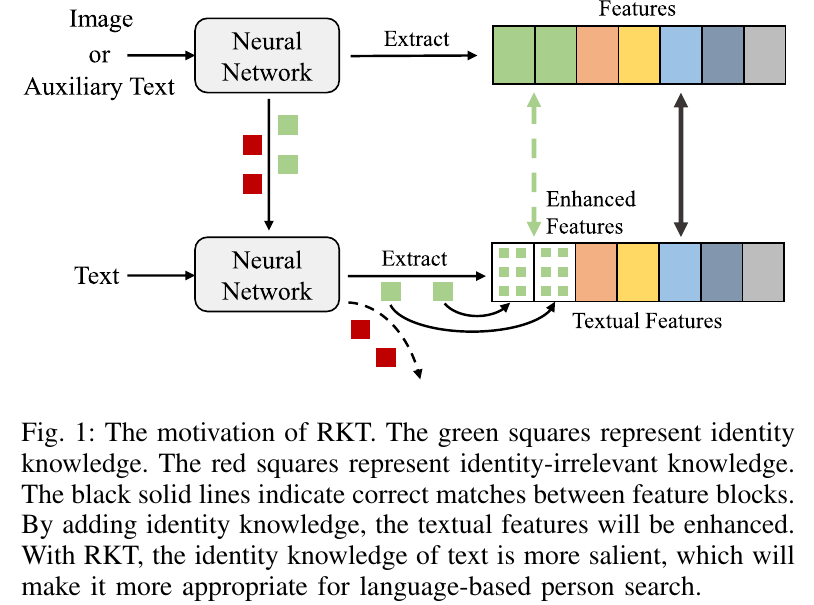 Features
Image
or
Auxiliary Text
Neural
Network
Extract
Enhanced
Features
Text
Neural
Network
Extract
Textual Features
Fig. 1: The motivation of RKT. The green squares represent identity
knowledge. The red squares represent identity-irrelevant knowledge.
The black solid lines indicate correct matches between feature blocks.
By adding identity knowledge, the textual features will be enhanced.
With RKT, the identity knowledge of text is more salient, which will
make it more appropriate for language-based person search.